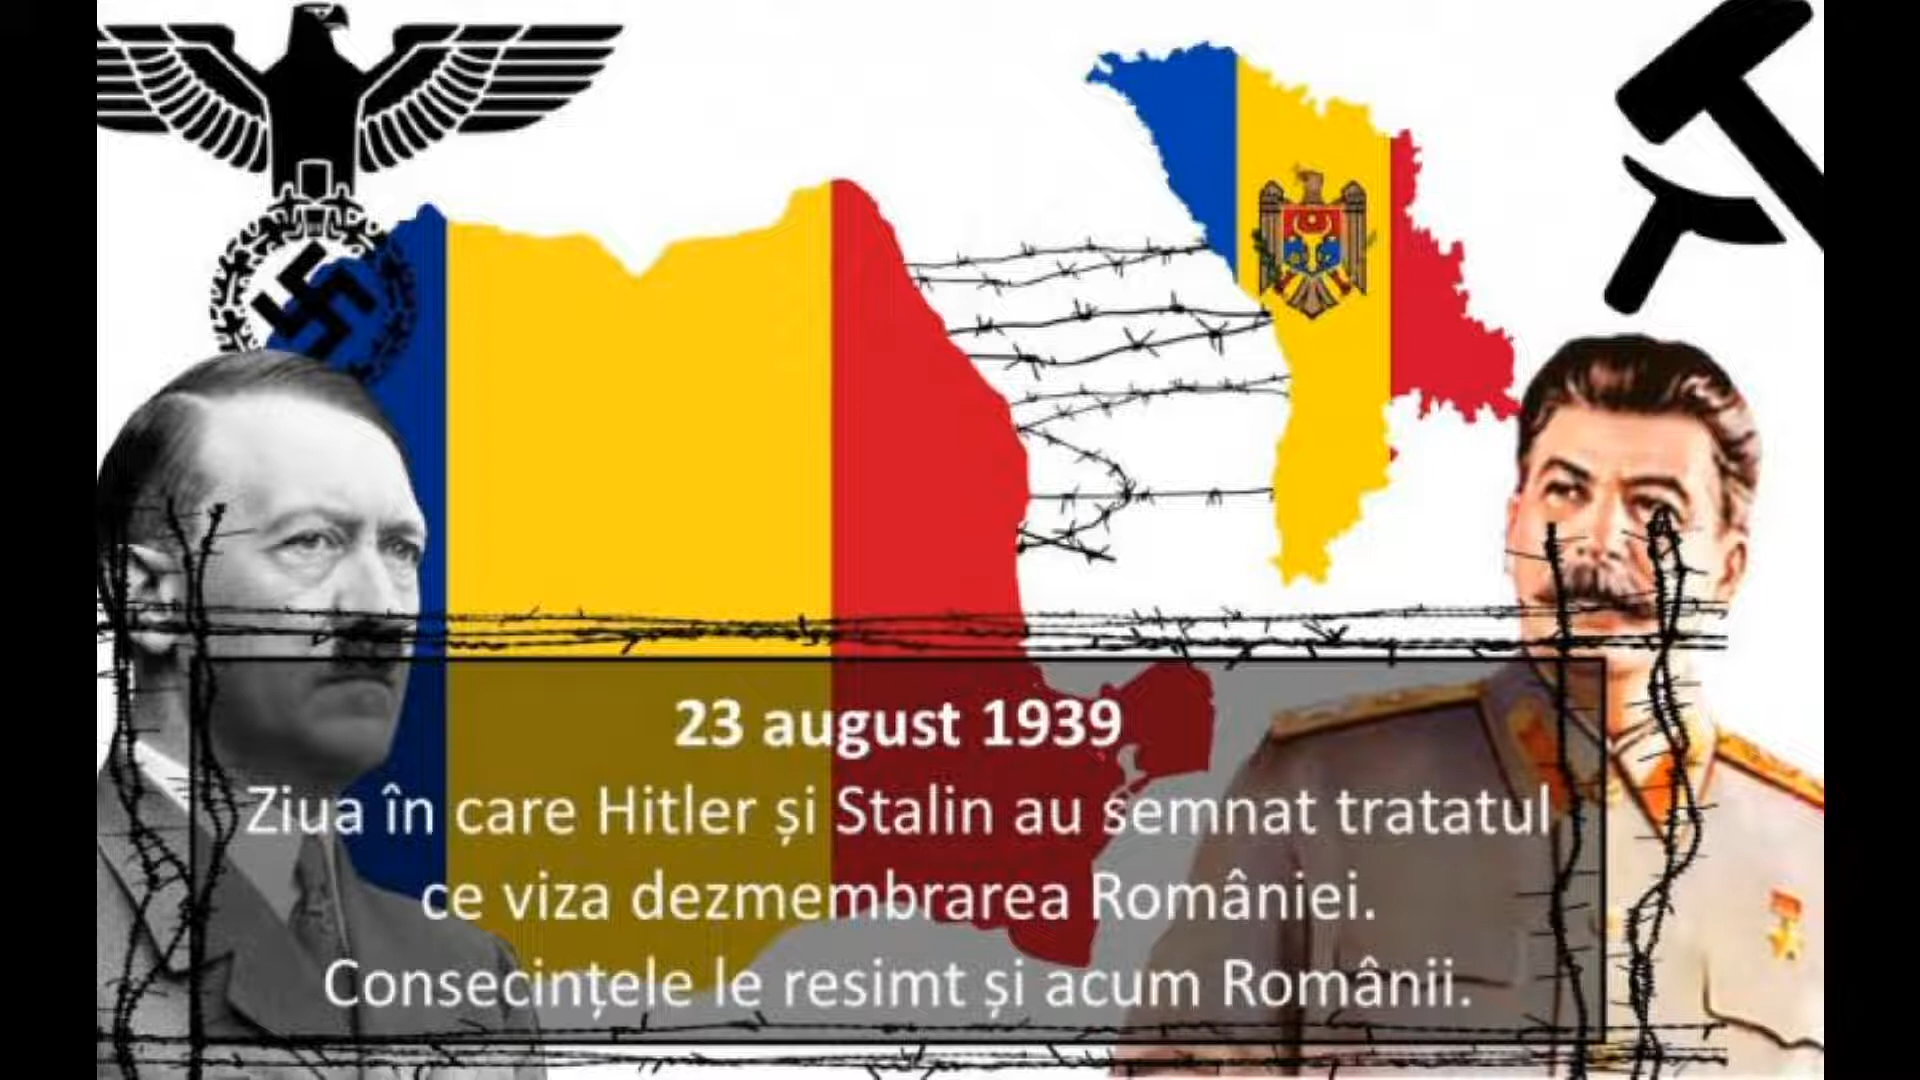 23 august 1939
Ziua în care Hitler și Stalin au semnat tratatul
ce viza dezmembrarea României.
Consecințele le resimt și acum Românii.